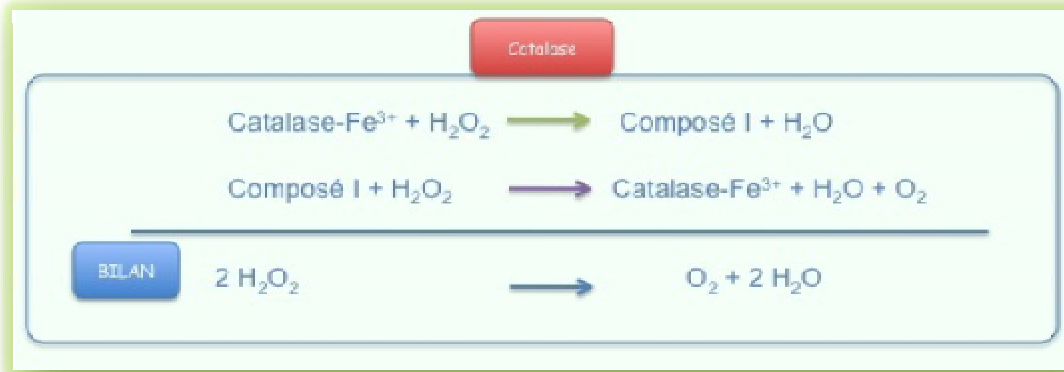 Catalase
Catalase-Fe³⁺ + H₂O₂ → Composé I + H₂O
Composé I + H₂O₂ → Catalase-Fe³⁺ + H₂O + O₂
BILAN 2 H₂O₂ → O₂ + 2 H₂O